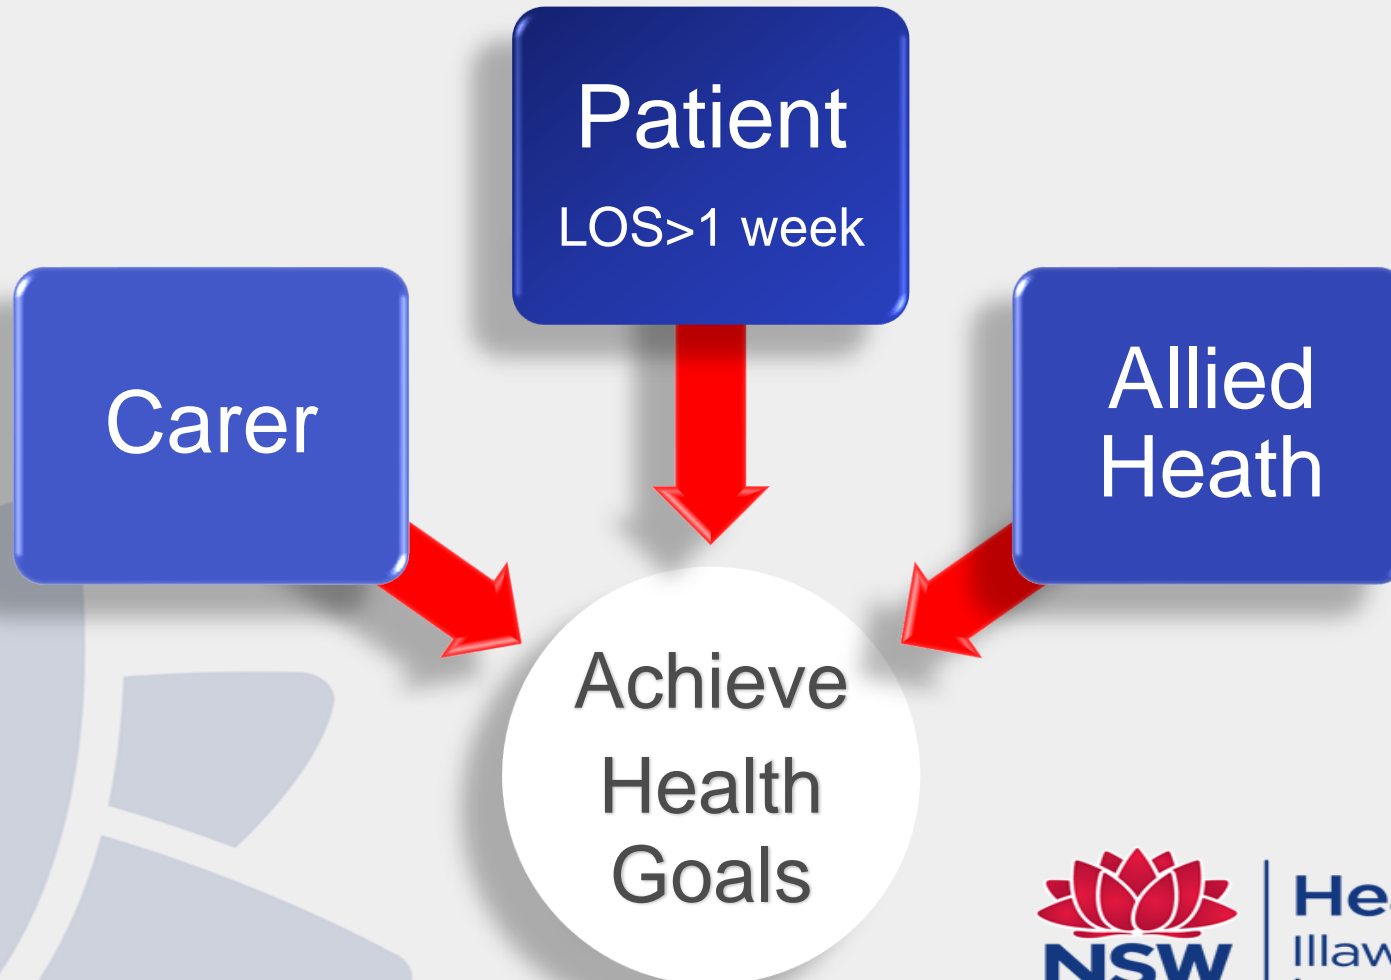 Patient
LOS>1 week
Carer
Allied
Heath
Achieve
Health
Goals
NSW